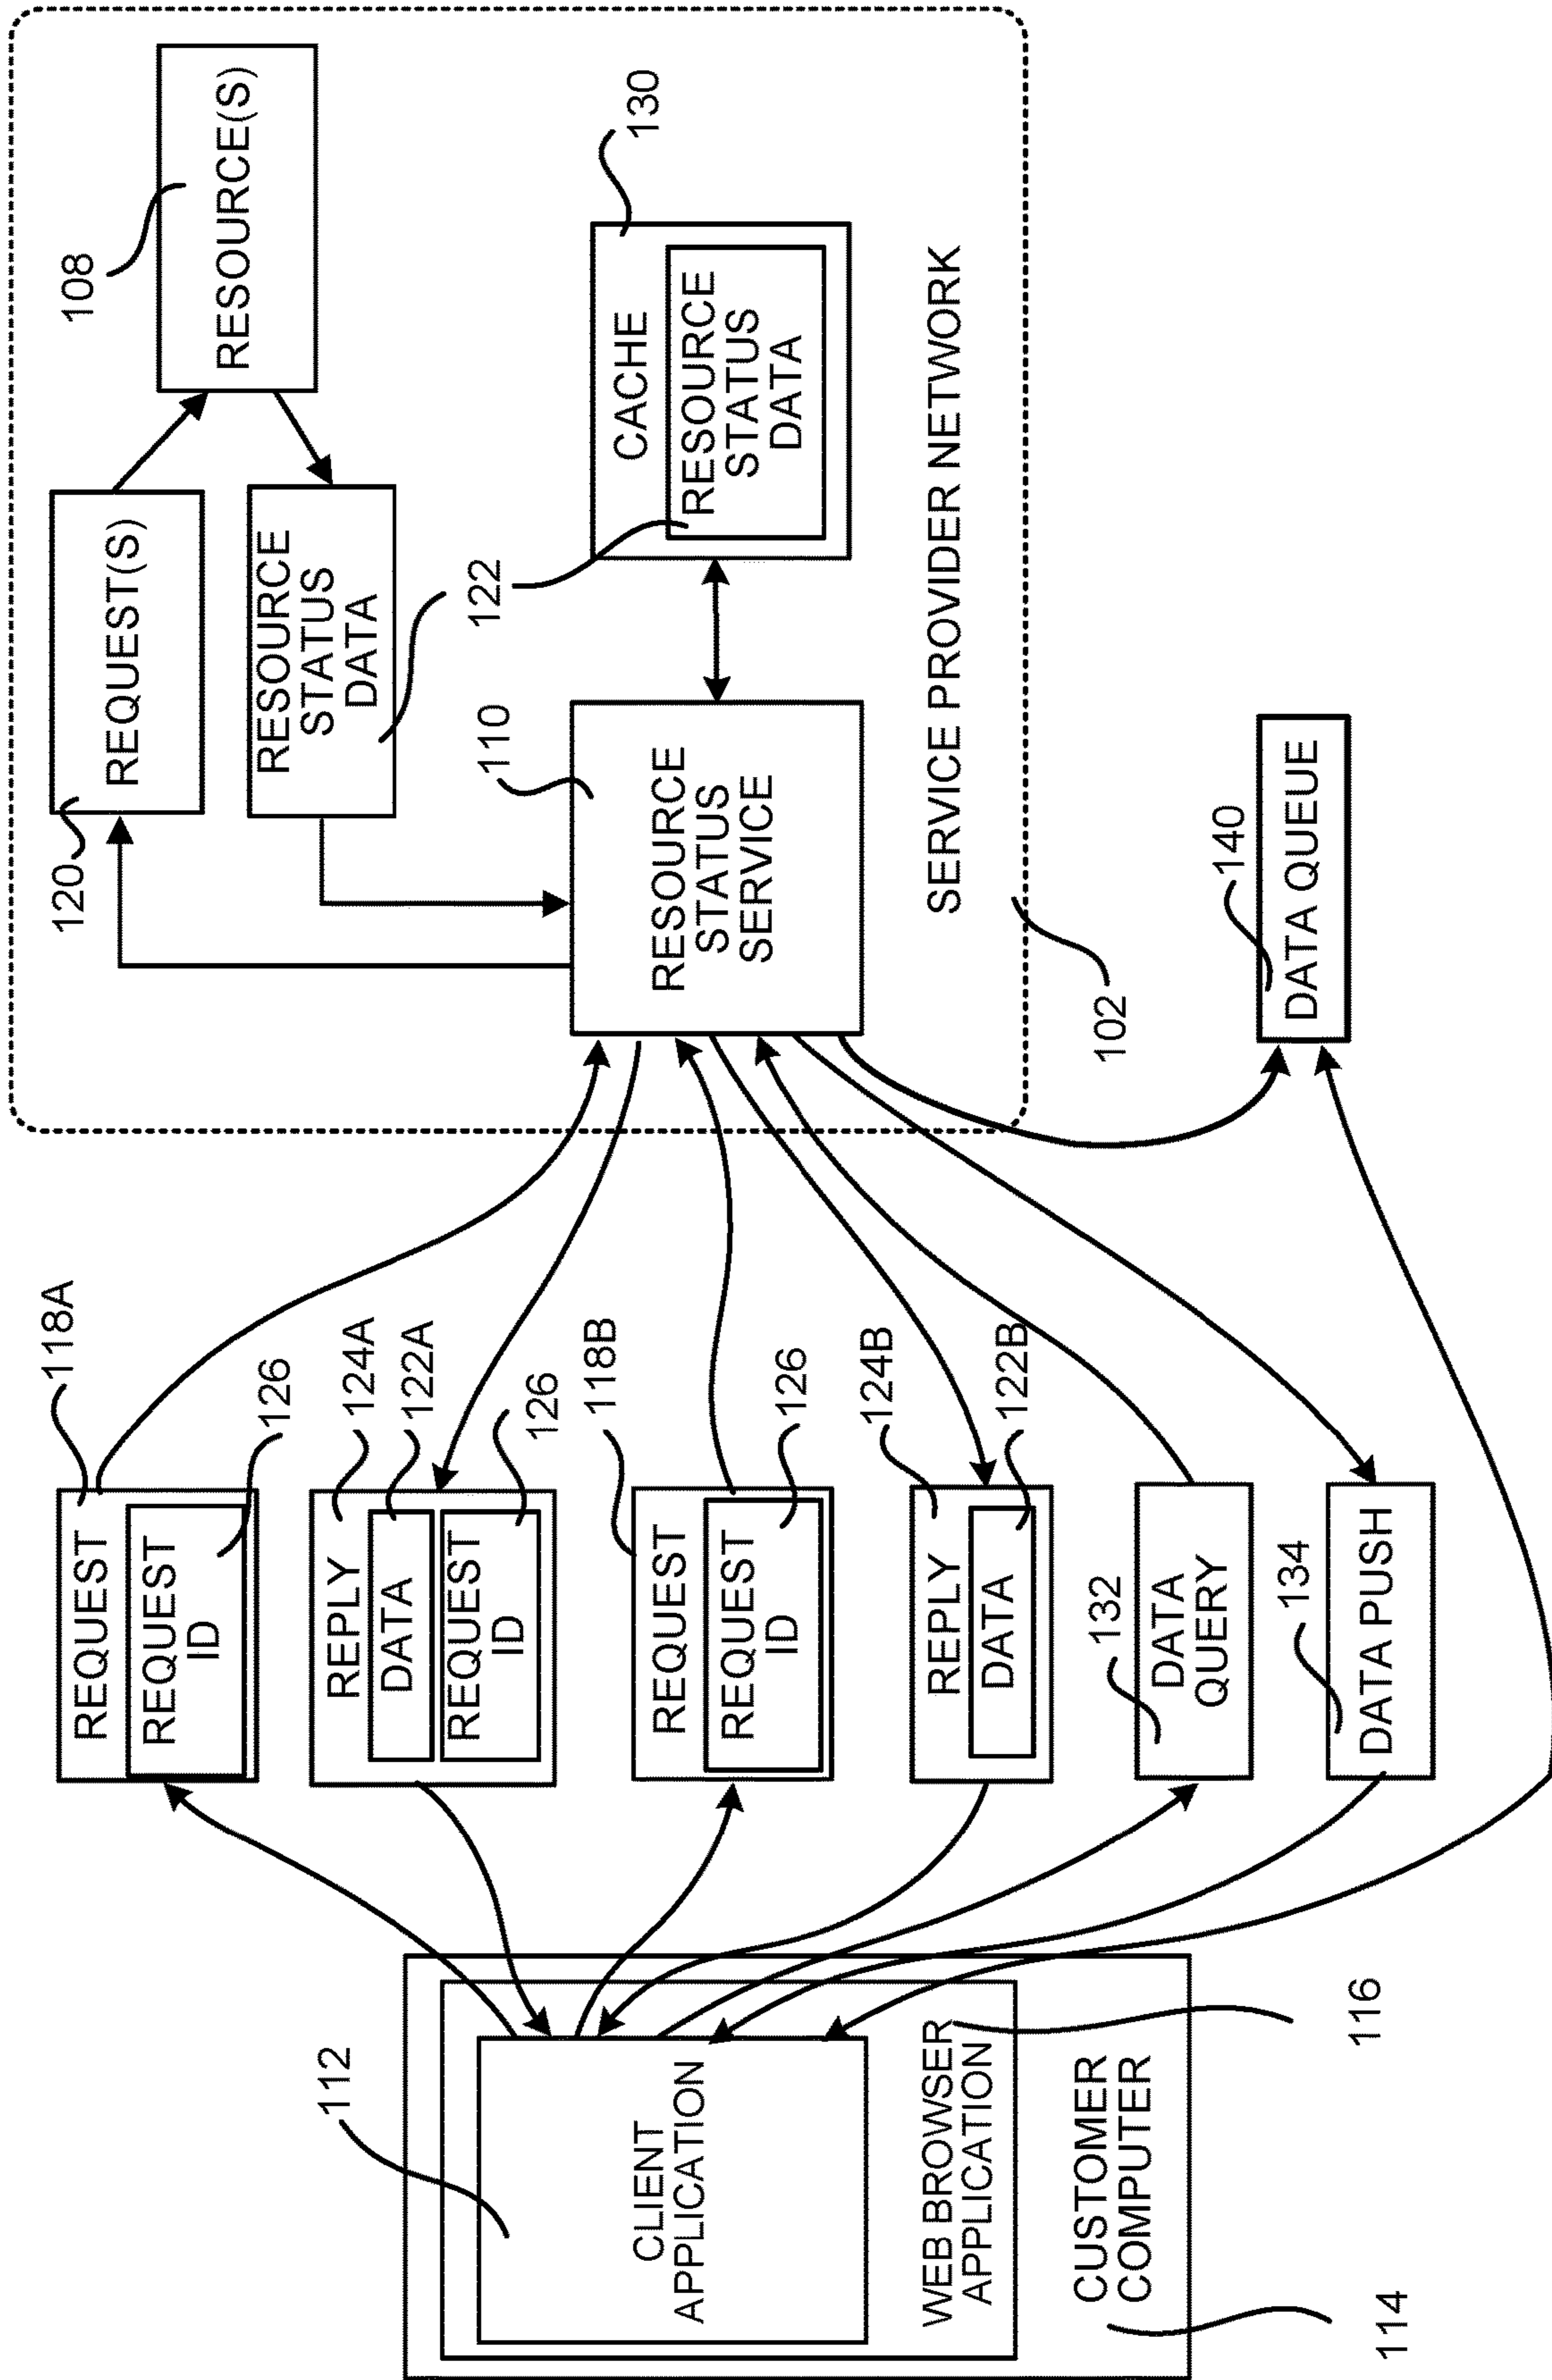 112
CLIENT
APPLICATION
WEB BROWSER
APPLICATION
116
CUSTOMER
COMPUTER
114
118A
REQUEST
REQUEST
ID
126
124A
REPLY
122A
DATA
REQUEST
ID
126
118B
REQUEST
REQUEST
ID
126
124B
REPLY
DATA
122B
132
DATA
QUERY
134
DATA PUSH
120
REQUEST(S)
108
RESOURCE(S)
RESOURCE
STATUS
DATA
122
110
RESOURCE
STATUS
SERVICE
130
CACHE
RESOURCE
STATUS
DATA
SERVICE PROVIDER NETWORK
102
140
DATA QUEUE